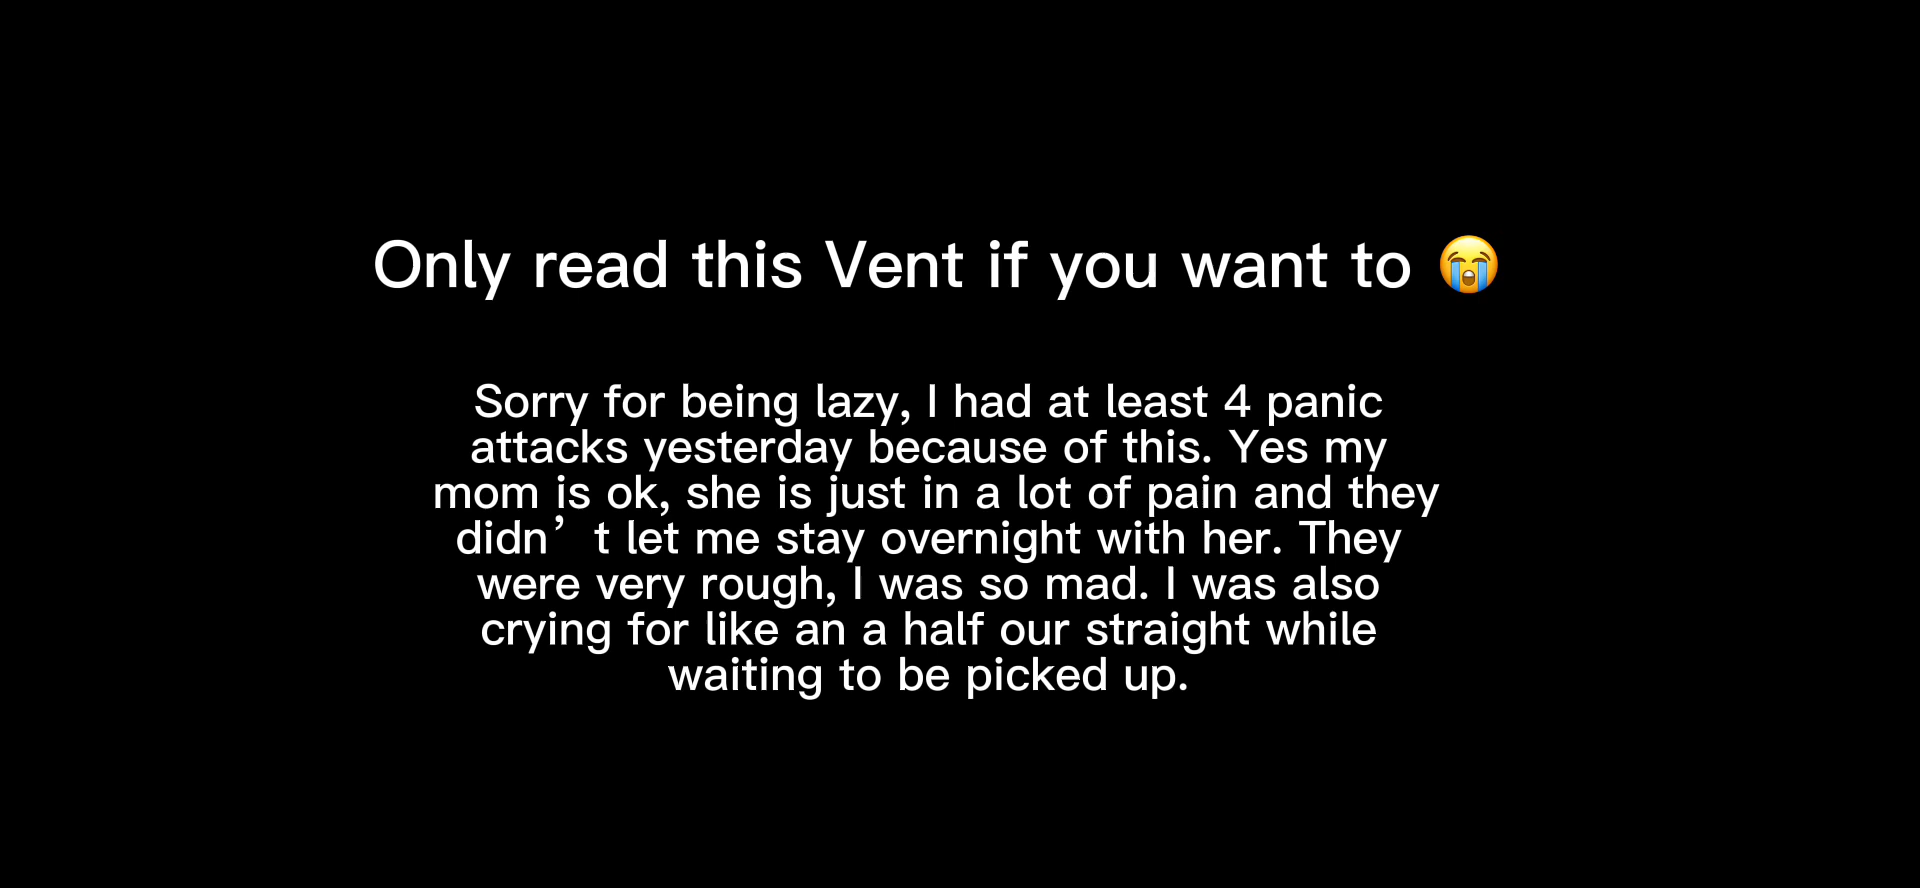 Only read this Vent if you want to 😭
Sorry for being lazy, I had at least 4 panic
attacks yesterday because of this. Yes my
mom is ok, she is just in a lot of pain and they
didn’t let me stay overnight with her. They
were very rough, I was so mad. I was also
crying for like an a half our straight while
waiting to be picked up.